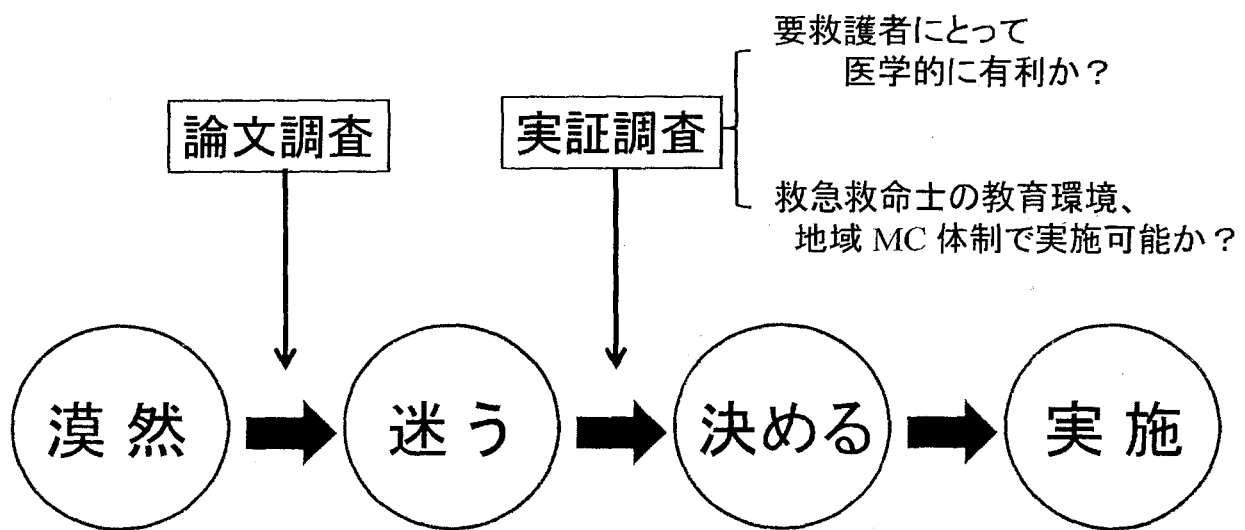 要救護者にとって
医学的に有利か？
論文調査
実証調査
救急救命士の教育環境、
地域 MC 体制で実施可能か？
漠然
迷う
決める
実施